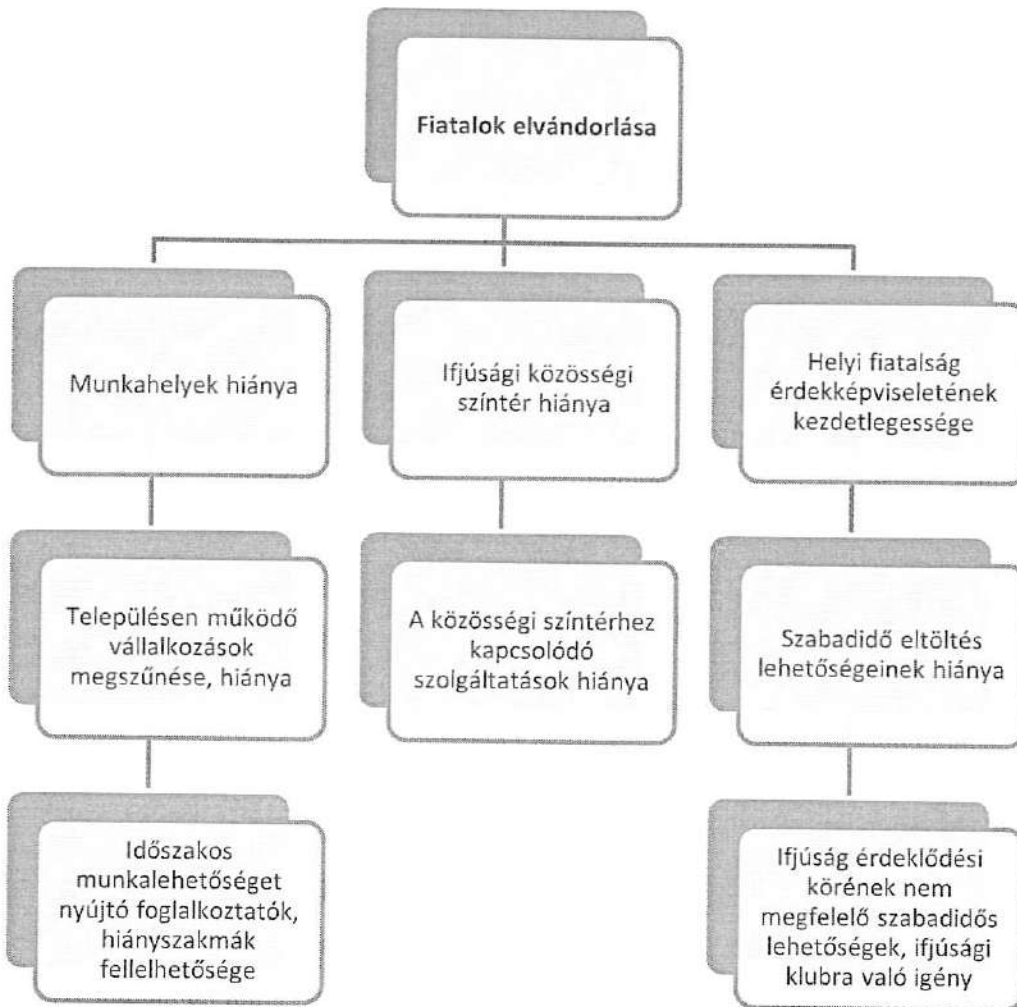 Fiatalok elvándorlása
Munkahelyek hiánya
Ifjúsági közösségi
színtér hiánya
Helyi fiatalság
érdekképviseletének
kezdetlegessége
Településen működő
vállalkozások
megszűnése, hiánya
A közösségi színtérhez
kapcsolódó
szolgáltatások hiánya
Szabadidő eltöltés
lehetőségeinek hiánya
Időszakos
munkalehetőséget
nyújtó foglalkoztatók,
hiányszakmák
fellelhetősége
Ifjúság érdeklődési
körének nem
megfelelő szabadidős
lehetőségek, ifjúsági
klubra való igény